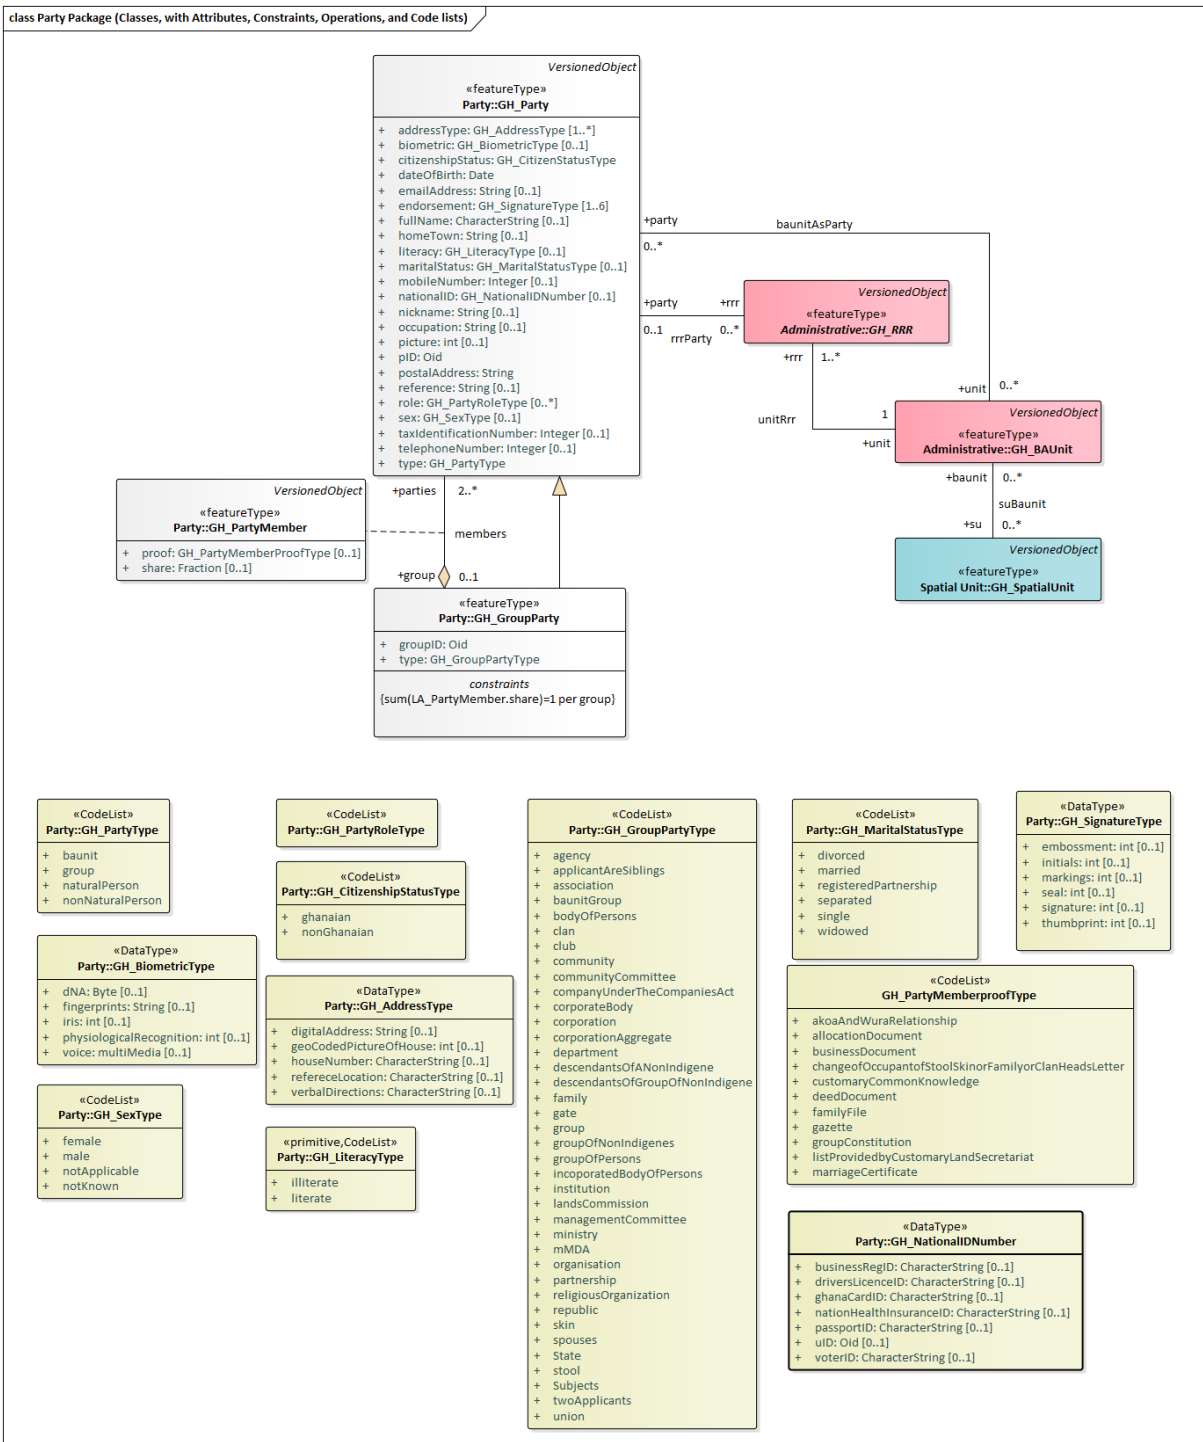 class Party Package (Classes, with Attributes, Constraints, Operations, and Code lists)
VersionedObject
«featureType»
Party::GH_Party
+ addressType: GH_AddressType [1..*]
+ biometric: GH_BiometricType [0..1]
+ citizenshipStatus: GH_CitizenStatusType
+ dateOfBirth: Date
+ emailAddress: String [0..1]
+ endorsement: GH_SignatureType [1..6]
+ fullName: CharacterString [0..1]
+ homeTown: String [0..1]
+ literacy: GH_LiteracyType [0..1]
+ maritalStatus: GH_MaritalStatusType [0..1]
+ mobileNumber: Integer [0..1]
+ nationalID: GH_NationalIDNumber [0..1]
+ nickname: String [0..1]
+ occupation: String [0..1]
+ picture: int [0..1]
+ pID: Oid
+ postalAddress: String
+ reference: String [0..1]
+ role: GH_PartyRoleType [0..*]
+ sex: GH_SexType [0..1]
+ taxIdentificationNumber: Integer [0..1]
+ telephoneNumber: Integer [0..1]
+ type: GH_PartyType
+party
baunitAsParty
0..*
+party
+rrr
0..1
rrrParty
0..*
VersionedObject
«featureType»
Administrative::GH_RRR
+rrr
1..*
unitRrr
1
+unit
+unit
0..*
VersionedObject
«featureType»
Administrative::GH_BAUnit
+baunit
0..*
suBaunit
+su
0..*
VersionedObject
«featureType»
Spatial Unit::GH_SpatialUnit
VersionedObject
«featureType»
Party::GH_PartyMember
+ proof: GH_PartyMemberProofType [0..1]
+ share: Fraction [0..1]
+parties
2..*
members
+group
0..1
«featureType»
Party::GH_GroupParty
+ groupID: Oid
+ type: GH_GroupPartyType
constraints
{sum(LA_PartyMember.share)=1 per group}
«CodeList»
Party::GH_PartyType
+ baunit
+ group
+ naturalPerson
+ nonNaturalPerson
«DataType»
Party::GH_BiometricType
+ dNA: Byte [0..1]
+ fingerprints: String [0..1]
+ iris: int [0..1]
+ physiologicalRecognition: int [0..1]
+ voice: multiMedia [0..1]
«CodeList»
Party::GH_SexType
+ female
+ male
+ notApplicable
+ notKnown
«CodeList»
Party::GH_PartyRoleType
«CodeList»
Party::GH_CitizenshipStatusType
+ ghanaian
+ nonGhanaian
«DataType»
Party::GH_AddressType
+ digitalAddress: String [0..1]
+ geoCodedPictureOfHouse: int [0..1]
+ houseNumber: CharacterString [0..1]
+ refereceLocation: CharacterString [0..1]
+ verbalDirections: CharacterString [0..1]
«primitive,CodeList»
Party::GH_LiteracyType
+ illiterate
+ literate
«CodeList»
Party::GH_GroupPartyType
+ agency
+ applicantAreSiblings
+ association
+ baunitGroup
+ bodyOfPersons
+ clan
+ club
+ community
+ communityCommittee
+ companyUnderTheCompaniesAct
+ corporateBody
+ corporation
+ corporationAggregate
+ department
+ descendantsOfANonIndigene
+ descendantsOfGroupOfNonIndigene
+ family
+ gate
+ group
+ groupOfNonIndigenes
+ groupOfPersons
+ incoporatedBodyOfPersons
+ institution
+ landsCommission
+ managementCommittee
+ ministry
+ mMDA
+ organisation
+ partnership
+ religiousOrganization
+ republic
+ skin
+ spouses
+ State
+ stool
+ Subjects
+ twoApplicants
+ union
«CodeList»
Party::GH_MaritalStatusType
+ divorced
+ married
+ registeredPartnership
+ separated
+ single
+ widowed
«DataType»
Party::GH_SignatureType
+ embossment: int [0..1]
+ initials: int [0..1]
+ markings: int [0..1]
+ seal: int [0..1]
+ signature: int [0..1]
+ thumbprint: int [0..1]
«CodeList»
GH_PartyMemberproofType
+ akoaAndWuraRelationship
+ allocationDocument
+ businessDocument
+ changeofOccupantofStoolSkinorFamilyorClanHeadsLetter
+ customaryCommonKnowledge
+ deedDocument
+ familyFile
+ gazette
+ groupConstitution
+ listProvidedbyCustomaryLandSecretariat
+ marriageCertificate
«DataType»
Party::GH_NationalIDNumber
+ businessRegID: CharacterString [0..1]
+ driversLicenceID: CharacterString [0..1]
+ ghanaCardID: CharacterString [0..1]
+ nationHealthInsuranceID: CharacterString [0..1]
+ passportID: CharacterString [0..1]
+ uID: Oid [0..1]
+ voterID: CharacterString [0..1]